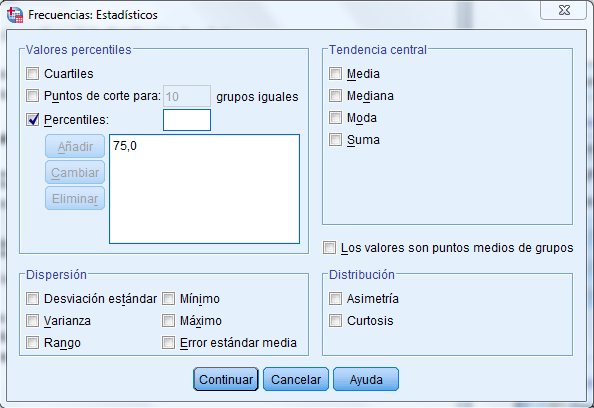 Frecuencias: Estadísticos
Valores percentiles
Cuartiles
Puntos de corte para: 10 grupos iguales
Percentiles:
Añadir
Cambiar
Eliminar
75,0
Tendencia central
Media
Mediana
Moda
Suma
Los valores son puntos medios de grupos
Dispersión
Desviación estándar Mínimo
Varianza Máximo
Rango Error estándar media
Distribución
Asimetría
Curtosis
Continuar Cancelar Ayuda